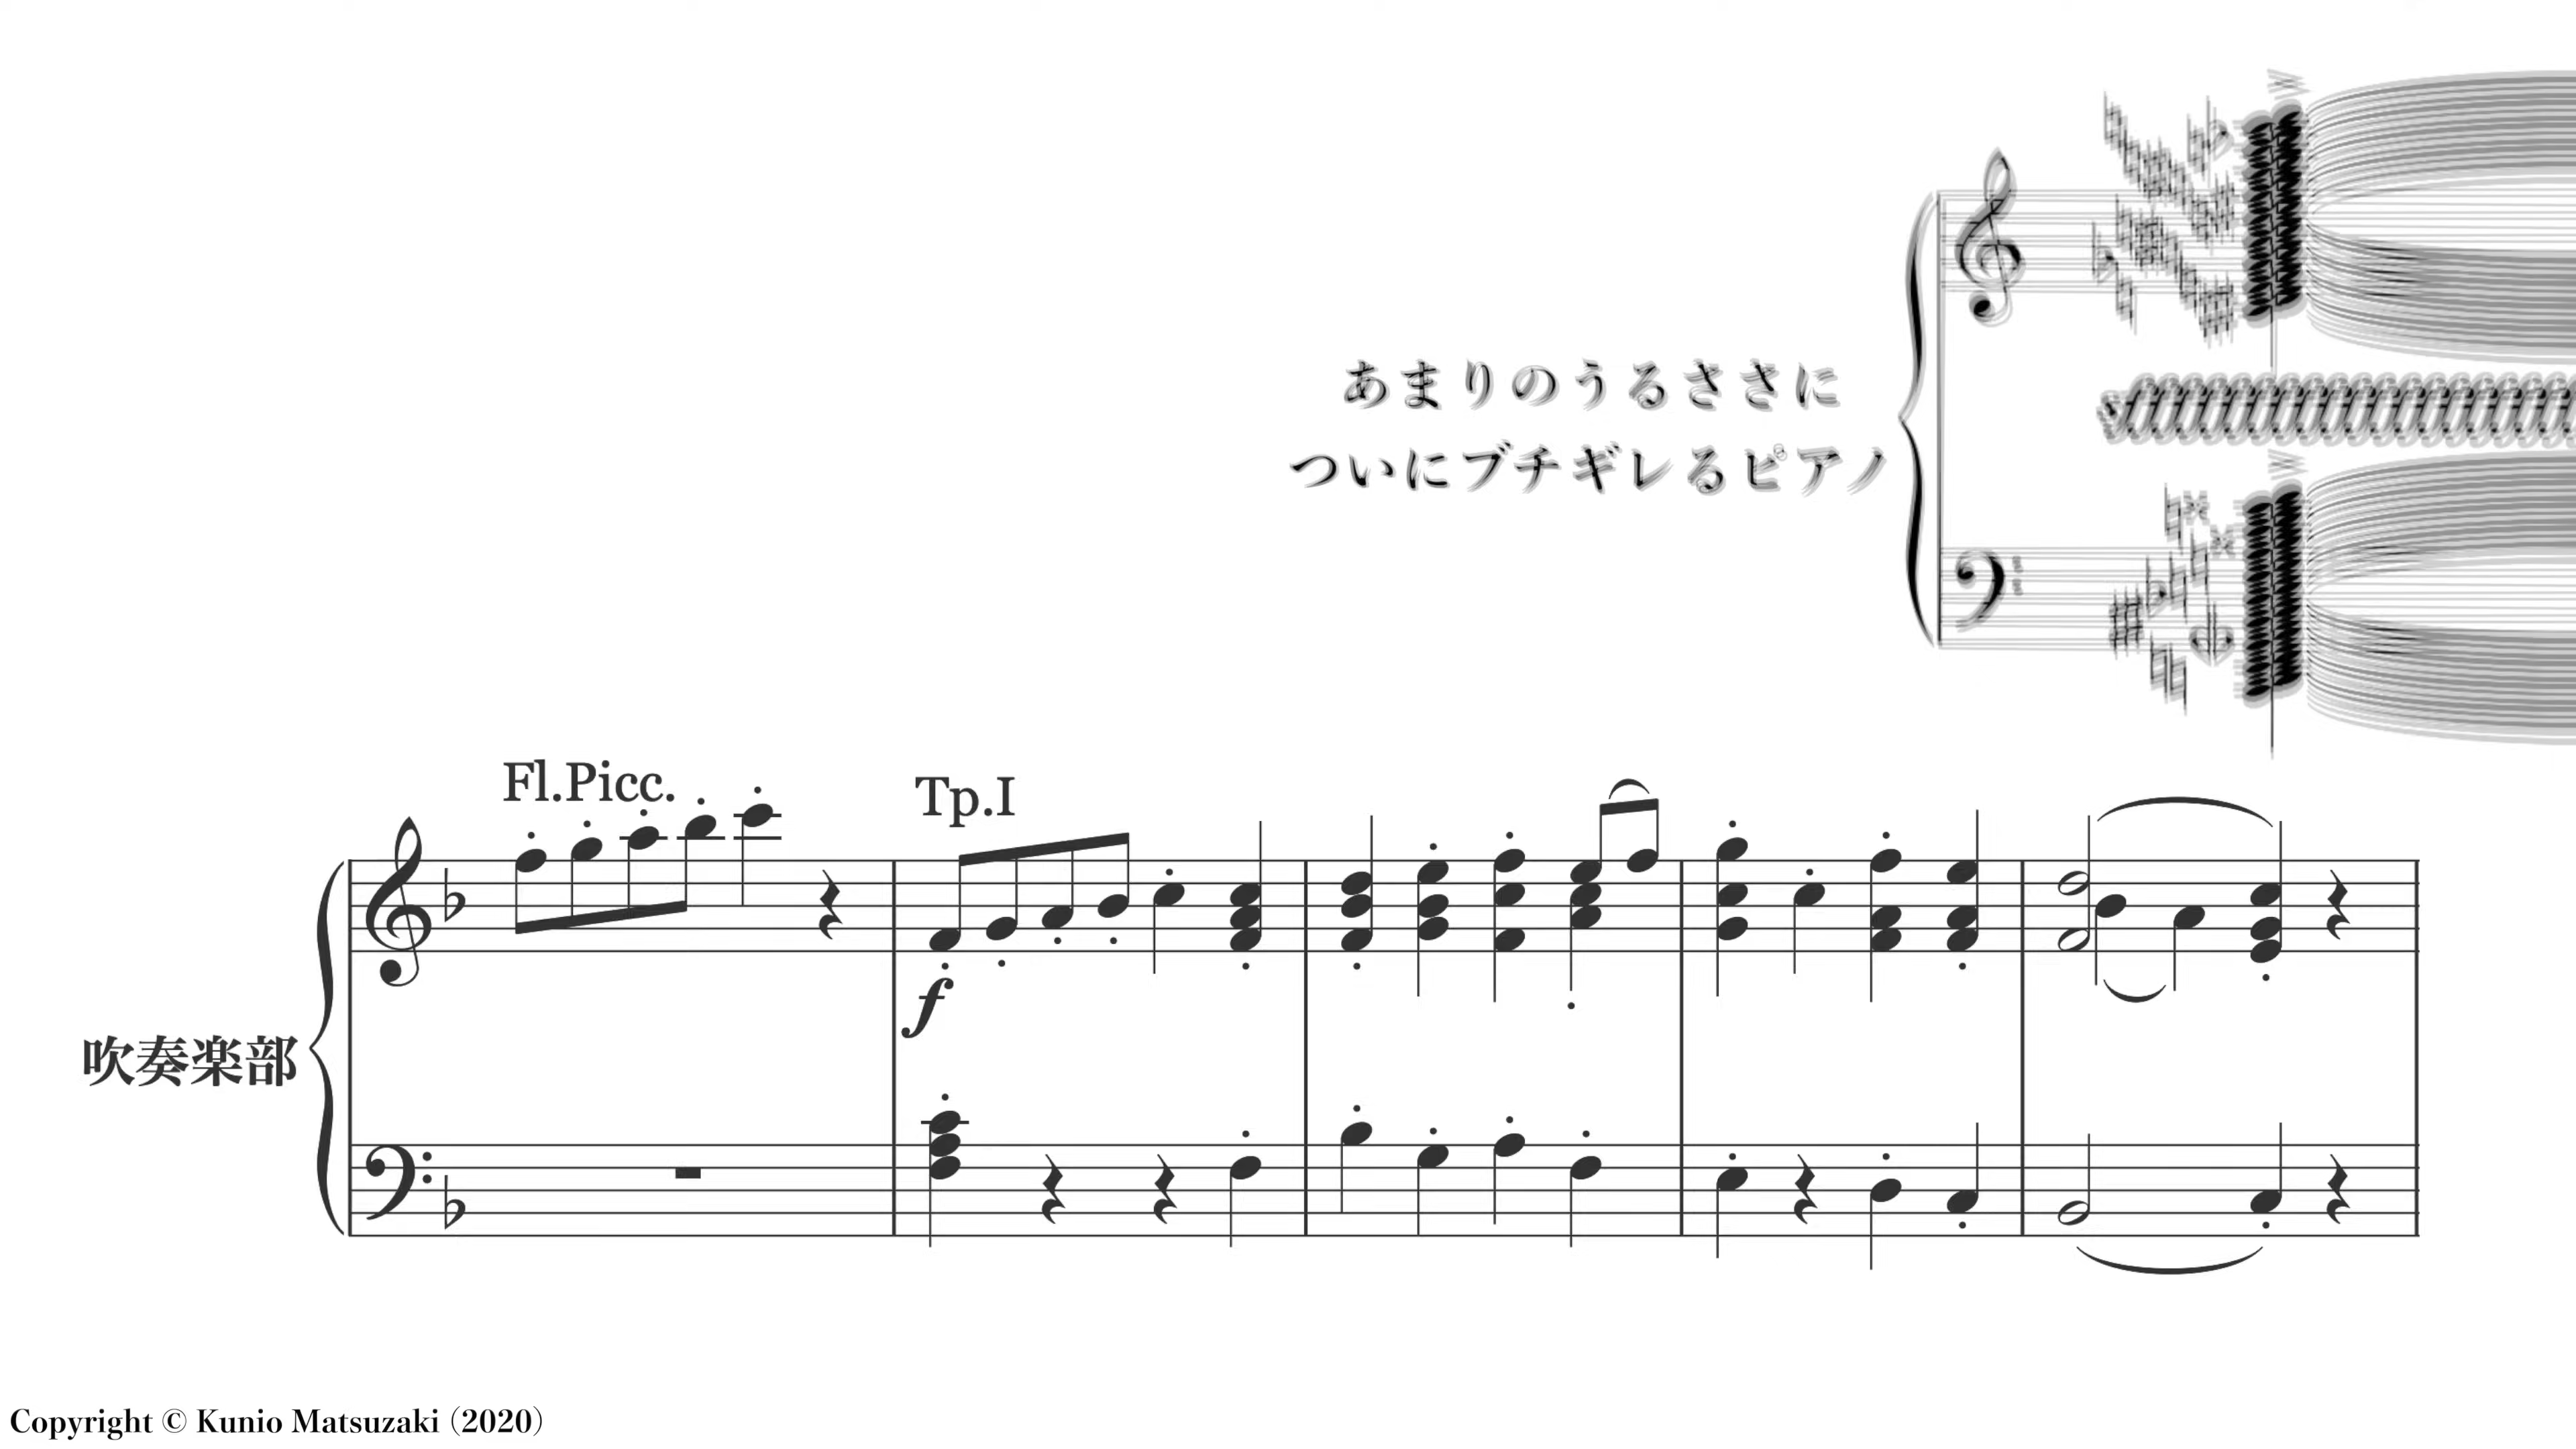 あまりのうるささに
ついにブチギレるピアノ
Fl.Picc.
Tp.I
f
吹奏楽部
Copyright © Kunio Matsuzaki (2020)